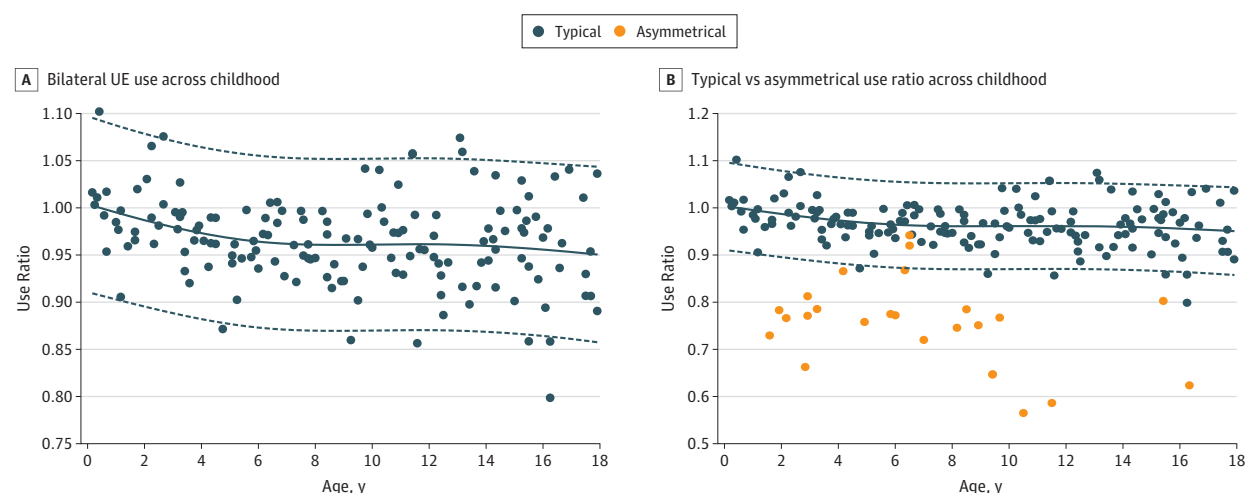 Typical Asymmetrical
A Bilateral UE use across childhood
1.10
1.05
1.00
0.95
0.90
0.85
0.80
0.75
Use Ratio
0 2 4 6 8 10 12 14 16 18
Age, y
B Typical vs asymmetrical use ratio across childhood
1.2
1.1
1.0
0.9
0.8
0.7
0.6
0.5
Use Ratio
0 2 4 6 8 10 12 14 16 18
Age, y